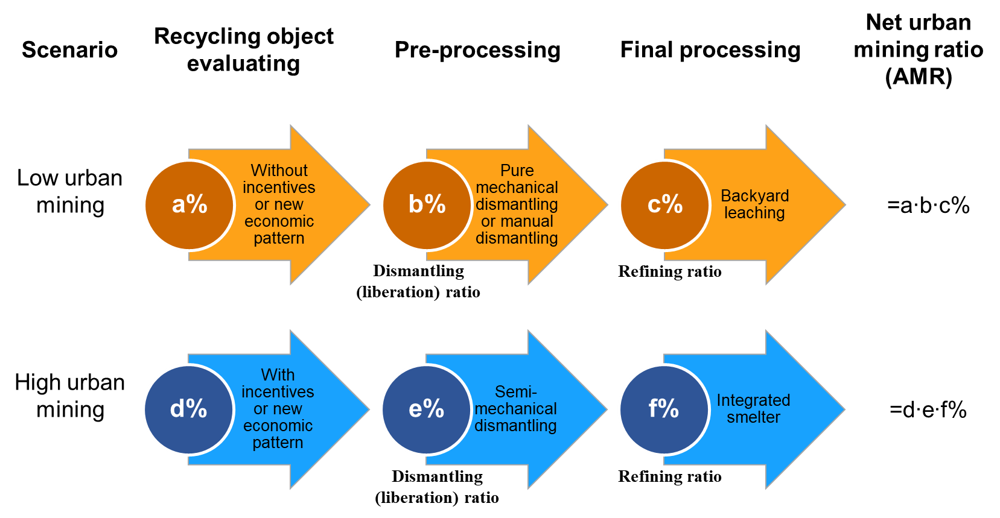 Scenario
Recycling object
evaluating
Pre-processing
Final processing
Net urban
mining ratio
(AMR)
Low urban
mining
a%
Without
incentives
or new
economic
pattern
b%
Pure
mechanical
dismantling
or manual
dismantling
c%
Backyard
leaching
=a·b·c%
Dismantling
(liberation) ratio
Refining ratio
High urban
mining
d%
With
incentives
or new
economic
pattern
e%
Semi-
mechanical
dismantling
f%
Integrated
smelter
=d·e·f%
Dismantling
(liberation) ratio
Refining ratio